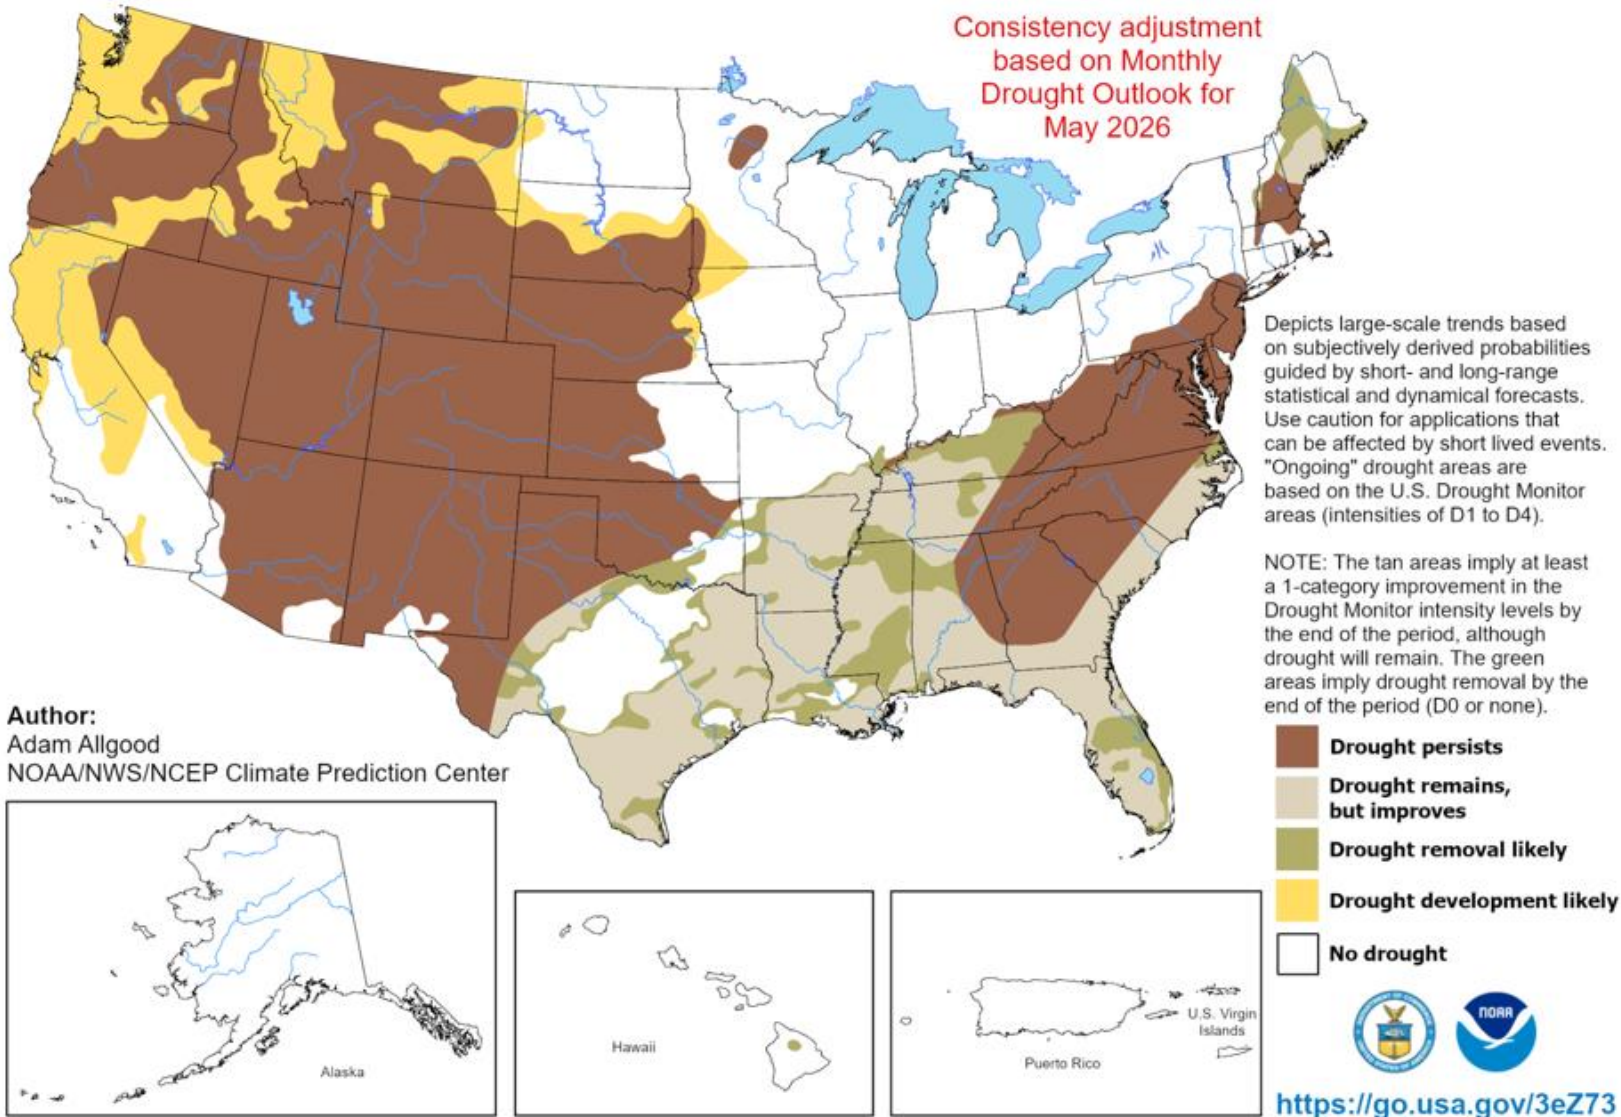 Consistency adjustment
based on Monthly
Drought Outlook for
May 2026
Depicts large-scale trends based
on subjectively derived probabilities
guided by short- and long-range
statistical and dynamical forecasts.
Use caution for applications that
can be affected by short lived events.
"Ongoing" drought areas are
based on the U.S. Drought Monitor
areas (intensities of D1 to D4).
NOTE: The tan areas imply at least
a 1-category improvement in the
Drought Monitor intensity levels by
the end of the period, although
drought will remain. The green
areas imply drought removal by the
end of the period (D0 or none).
Author:
Adam Allgood
NOAA/NWS/NCEP Climate Prediction Center
Drought persists
Drought remains,
but improves
Drought removal likely
Drought development likely
No drought
Alaska
Hawaii
Puerto Rico
U.S. Virgin
Islands
NOAA
https://go.usa.gov/3eZ73